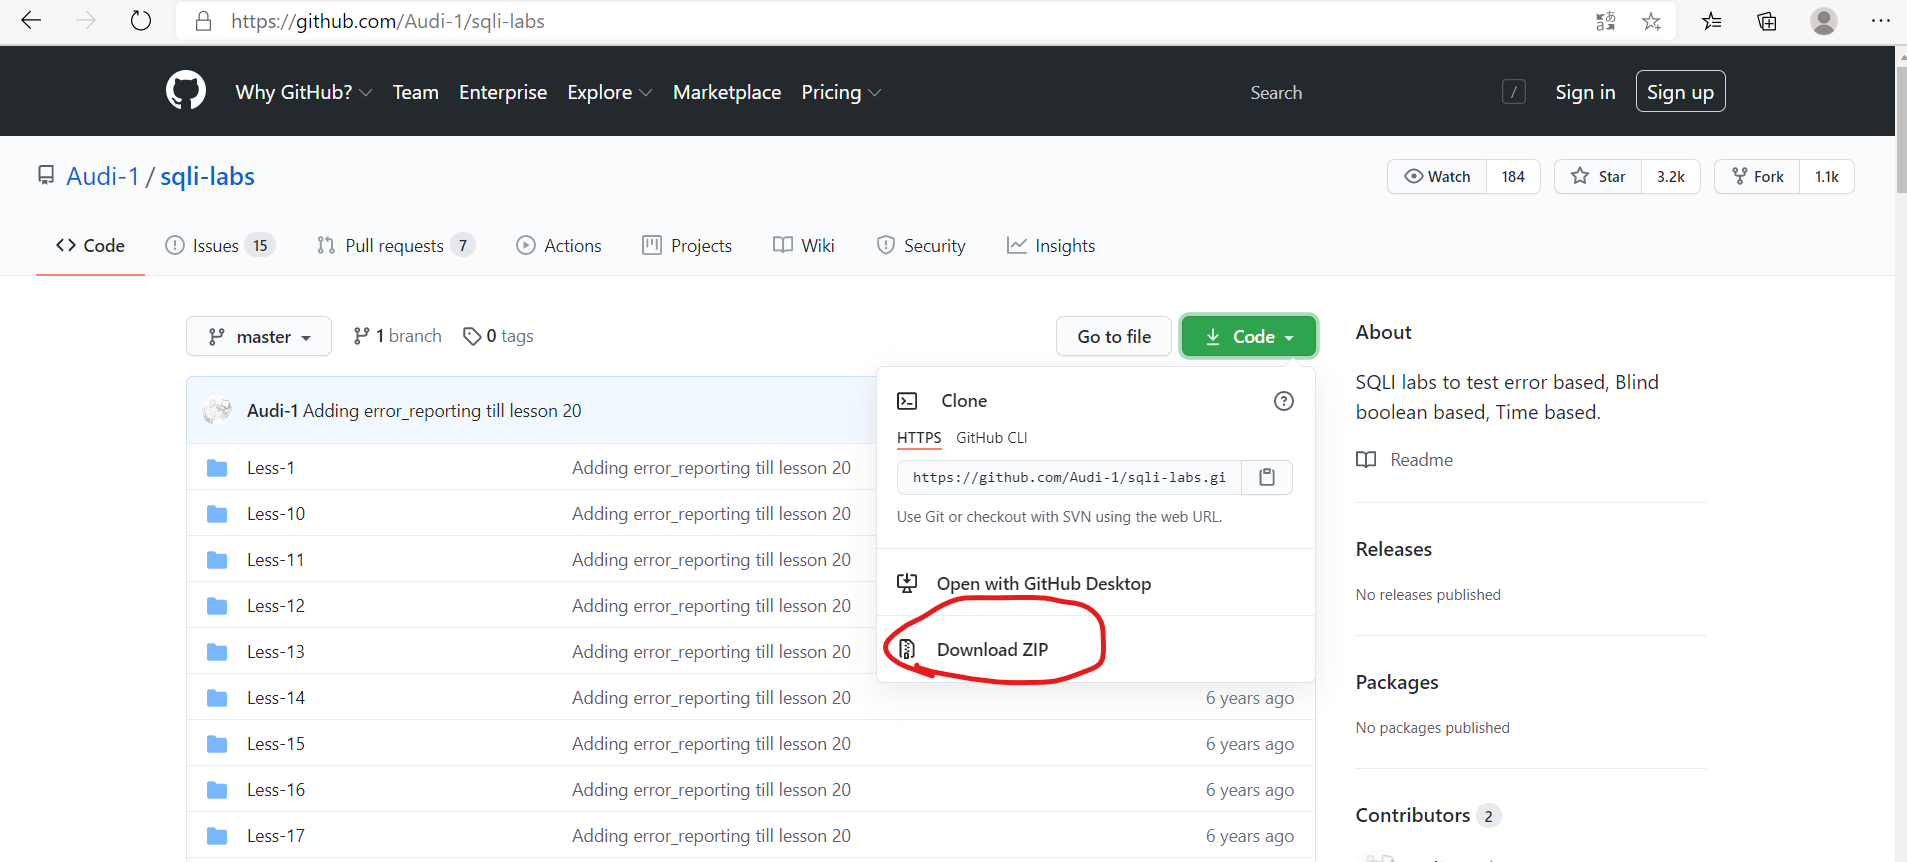 https://github.com/Audi-1/sqli-labs
Why GitHub? Team Enterprise Explore Marketplace Pricing Search / Sign in Sign up
Audi-1 / sqli-labs Watch 184 Star 3.2k Fork 1.1k
Code Issues 15 Pull requests 7 Actions Projects Wiki Security Insights
master 1 branch 0 tags Go to file Code
Audi-1 Adding error_reporting till lesson 20
Less-1 Adding error_reporting till lesson 20
Less-10 Adding error_reporting till lesson 20
Less-11 Adding error_reporting till lesson 20
Less-12 Adding error_reporting till lesson 20
Less-13 Adding error_reporting till lesson 20
Less-14 Adding error_reporting till lesson 20 6 years ago
Less-15 Adding error_reporting till lesson 20 6 years ago
Less-16 Adding error_reporting till lesson 20 6 years ago
Less-17 Adding error_reporting till lesson 20 6 years ago
Clone
HTTPS GitHub CLI
https://github.com/Audi-1/sqli-labs.gi
Use Git or checkout with SVN using the web URL.
Open with GitHub Desktop
Download ZIP
About
SQLI labs to test error based, Blind
boolean based, Time based.
Readme
Releases
No releases published
Packages
No packages published
Contributors 2